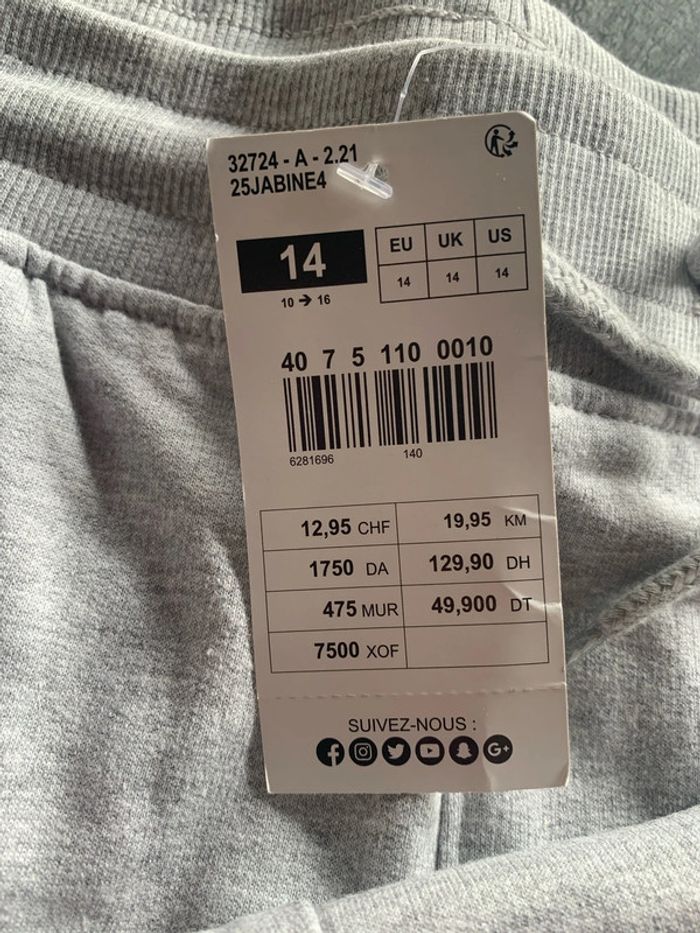 32724 - A - 2.21
25JABINE4
14
10 → 16
EU UK US
14 14 14
40 7 5 110 0010
6281696 140
12,95 CHF 19,95 KM
1750 DA 129,90 DH
475 MUR 49,900 DT
7500 XOF
SUIVEZ-NOUS :
G+